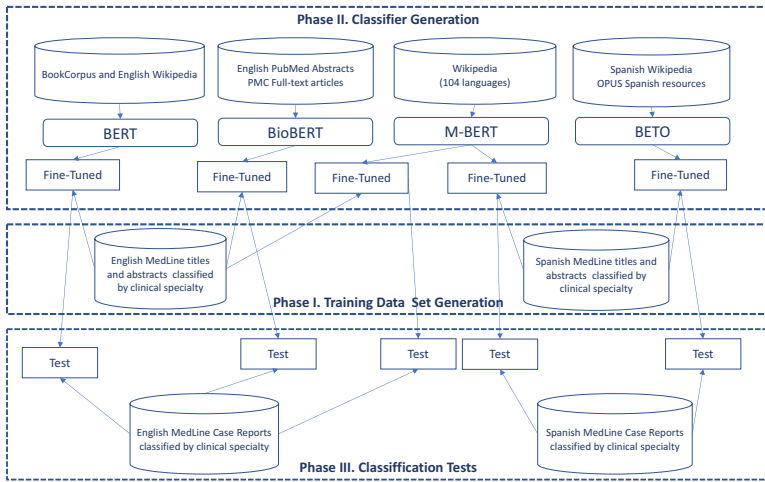 Phase II. Classifier Generation
BookCorpus and English Wikipedia
English PubMed Abstracts
PMC Full-text articles
Wikipedia
(104 languages)
Spanish Wikipedia
OPUS Spanish resources
BERT
BioBERT
M-BERT
BETO
Fine-Tuned
Fine-Tuned
Fine-Tuned
Fine-Tuned
Fine-Tuned
English MedLine titles
and abstracts classified
by clinical specialty
Spanish MedLine titles and
abstracts classified by
clinical specialty
Phase I. Training Data Set Generation
Test
Test
Test
Test
Test
English MedLine Case Reports
classified by clinical specialty
Spanish MedLine Case Reports
classified by clinical specialty
Phase III. Classiffication Tests